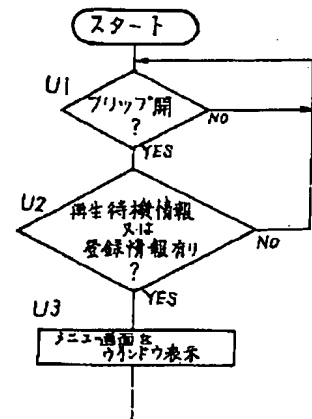 スタート
U1
フリップ開
?
NO
YES
U2
再生待機情報
又は
登録情報有り
?
NO
YES
U3
メニュー画面を
ウインドウ表示